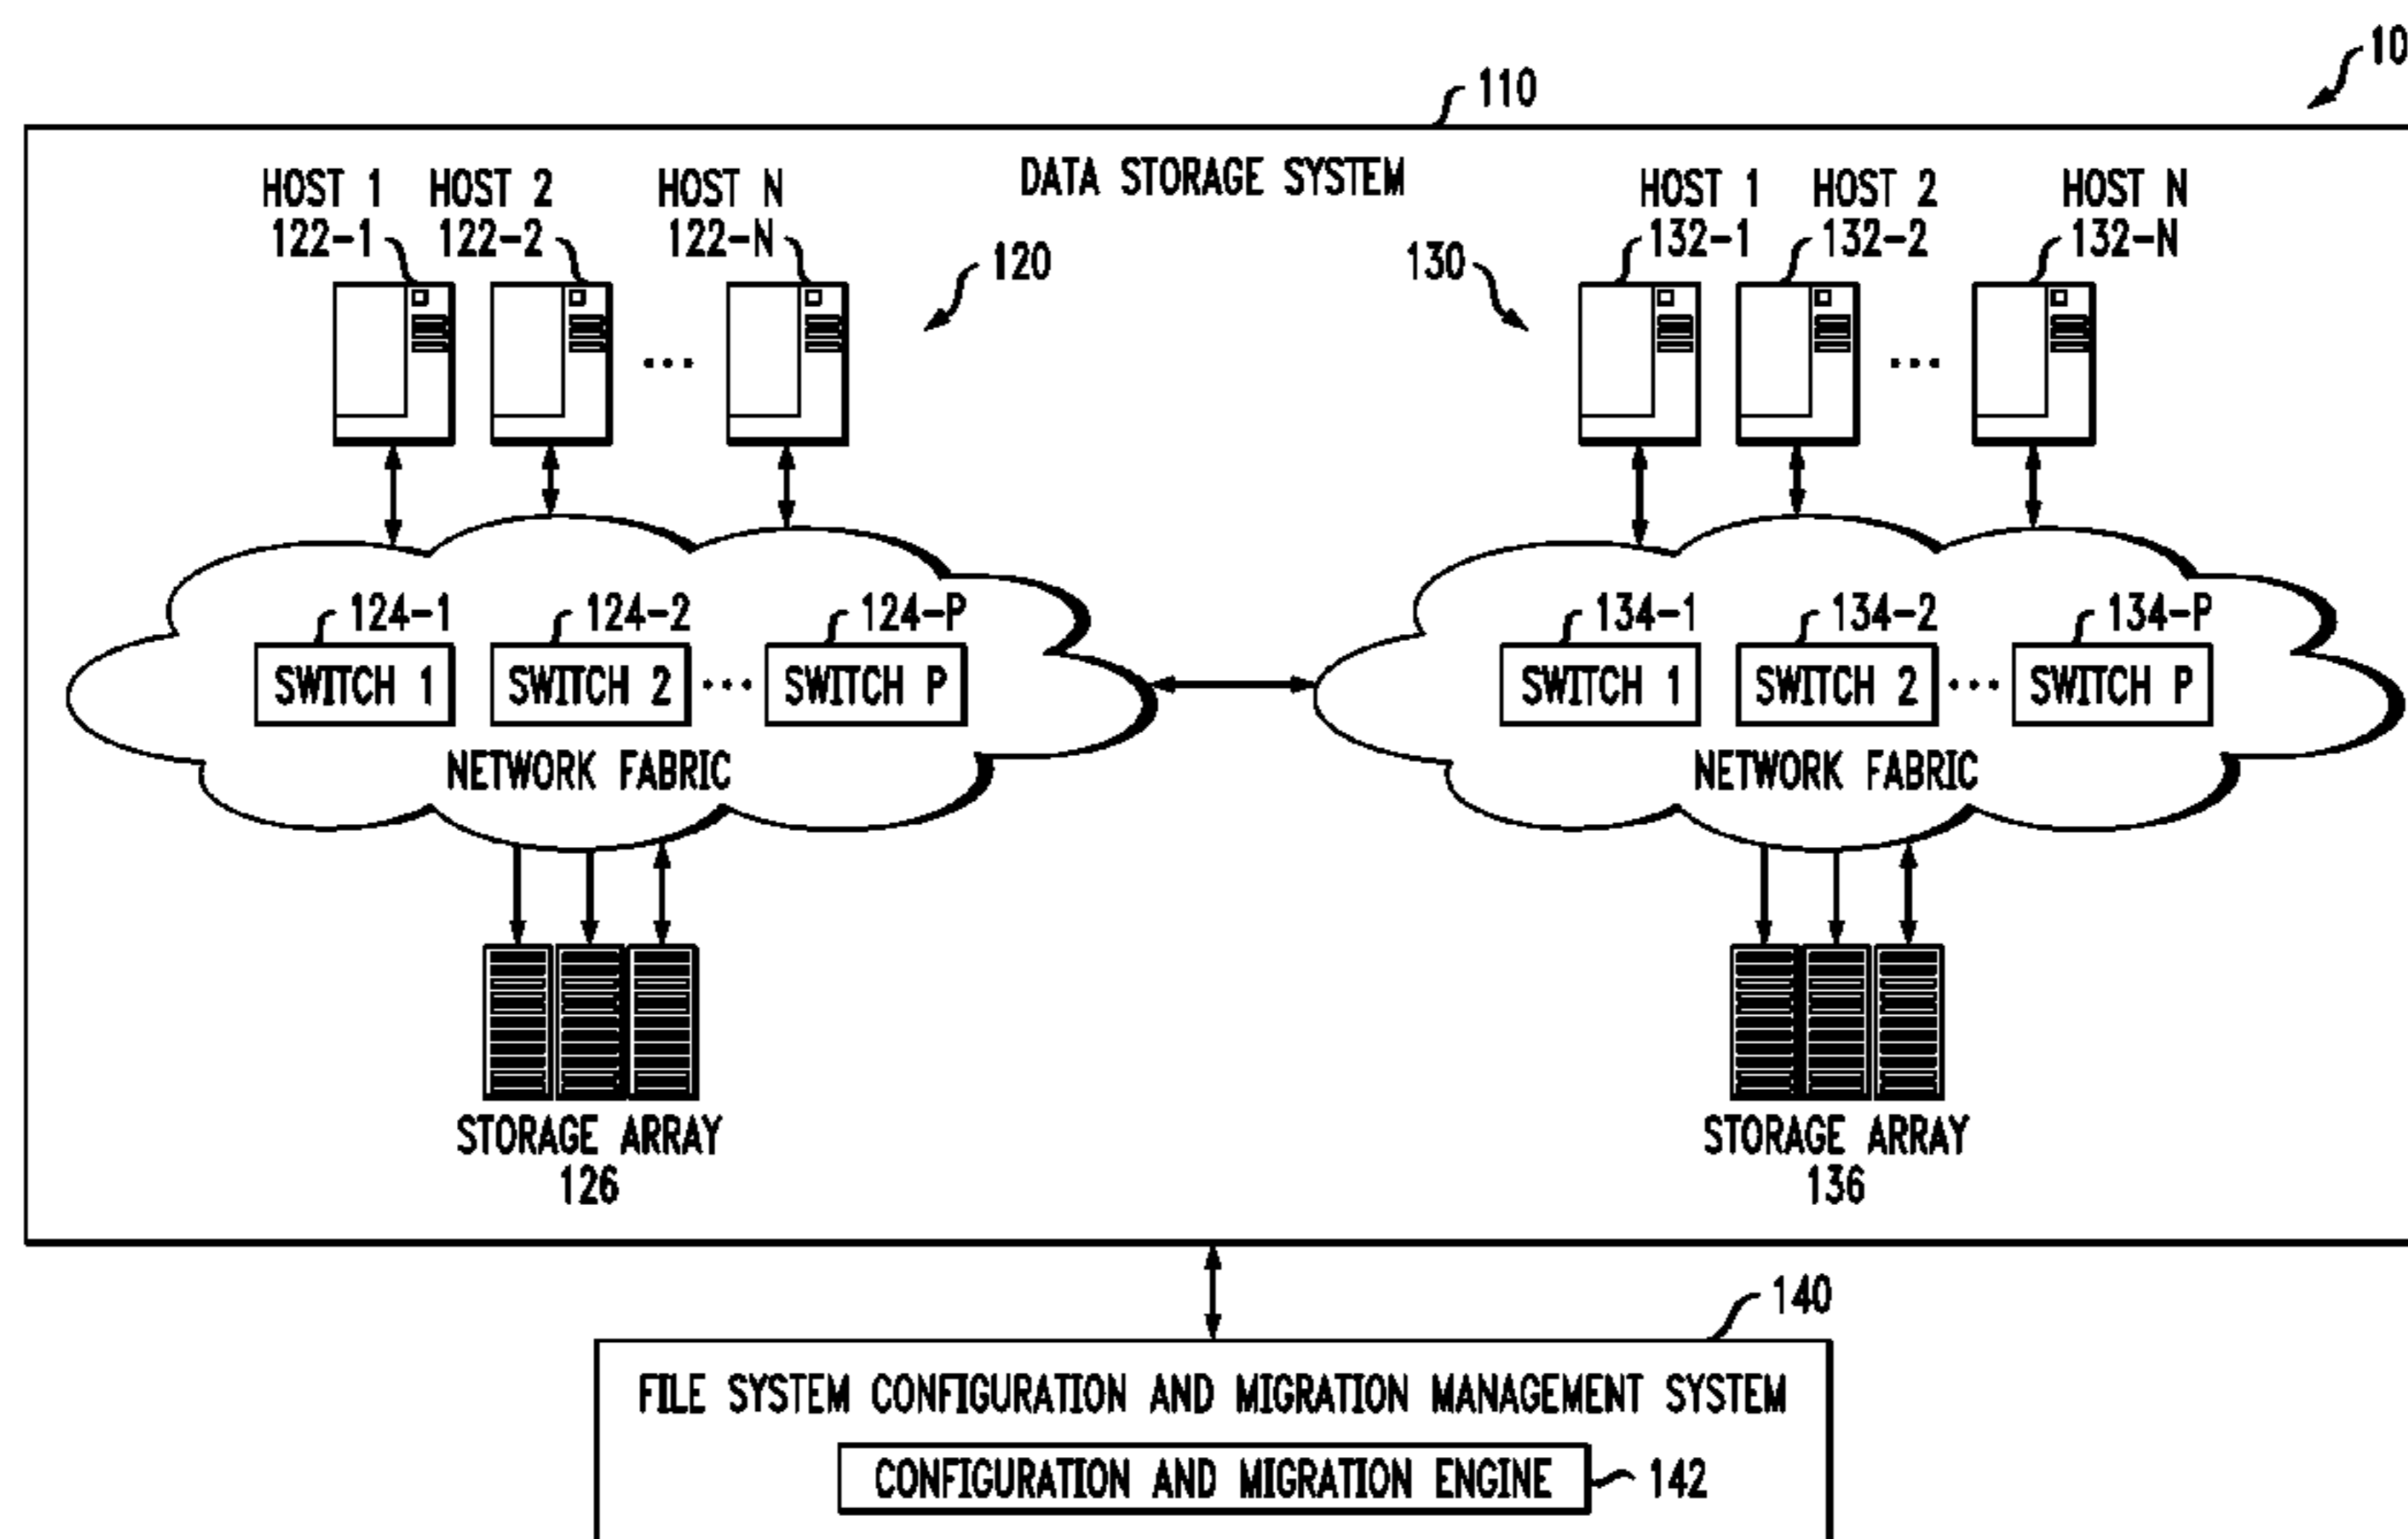 10
110
DATA STORAGE SYSTEM
HOST 1 HOST 2 HOST N
122-1 122-2 122-N
120
HOST 1 HOST 2 HOST N
132-1 132-2 132-N
130
124-1 124-2 124-P
SWITCH 1 SWITCH 2 ... SWITCH P
NETWORK FABRIC
134-1 134-2 134-P
SWITCH 1 SWITCH 2 ... SWITCH P
NETWORK FABRIC
STORAGE ARRAY
126
STORAGE ARRAY
136
140
FILE SYSTEM CONFIGURATION AND MIGRATION MANAGEMENT SYSTEM
CONFIGURATION AND MIGRATION ENGINE
142